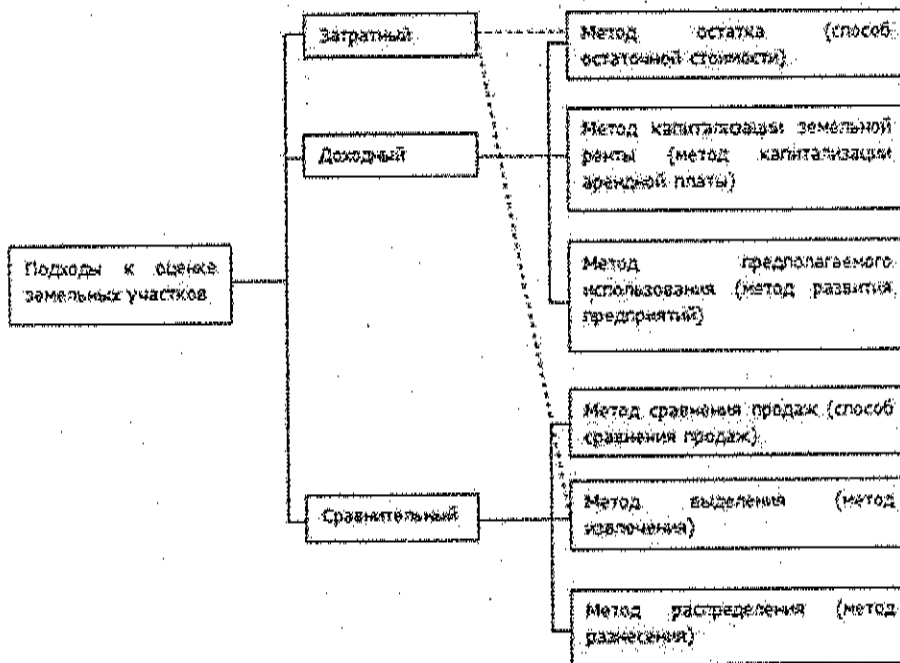 Затратный
Метод остатка (способ
остаточной стоимости)
Доходный
Метод капитализации земельной
ренты (метод капитализации
арендной платы)
Подходы к оценке
земельных участков
Метод предполагаемого
использования (метод развития
предприятий)
Метод сравнения продаж (способ
сравнения продаж)
Сравнительный
Метод выделения (метод
извлечения)
Метод распределения (метод
разнесения)